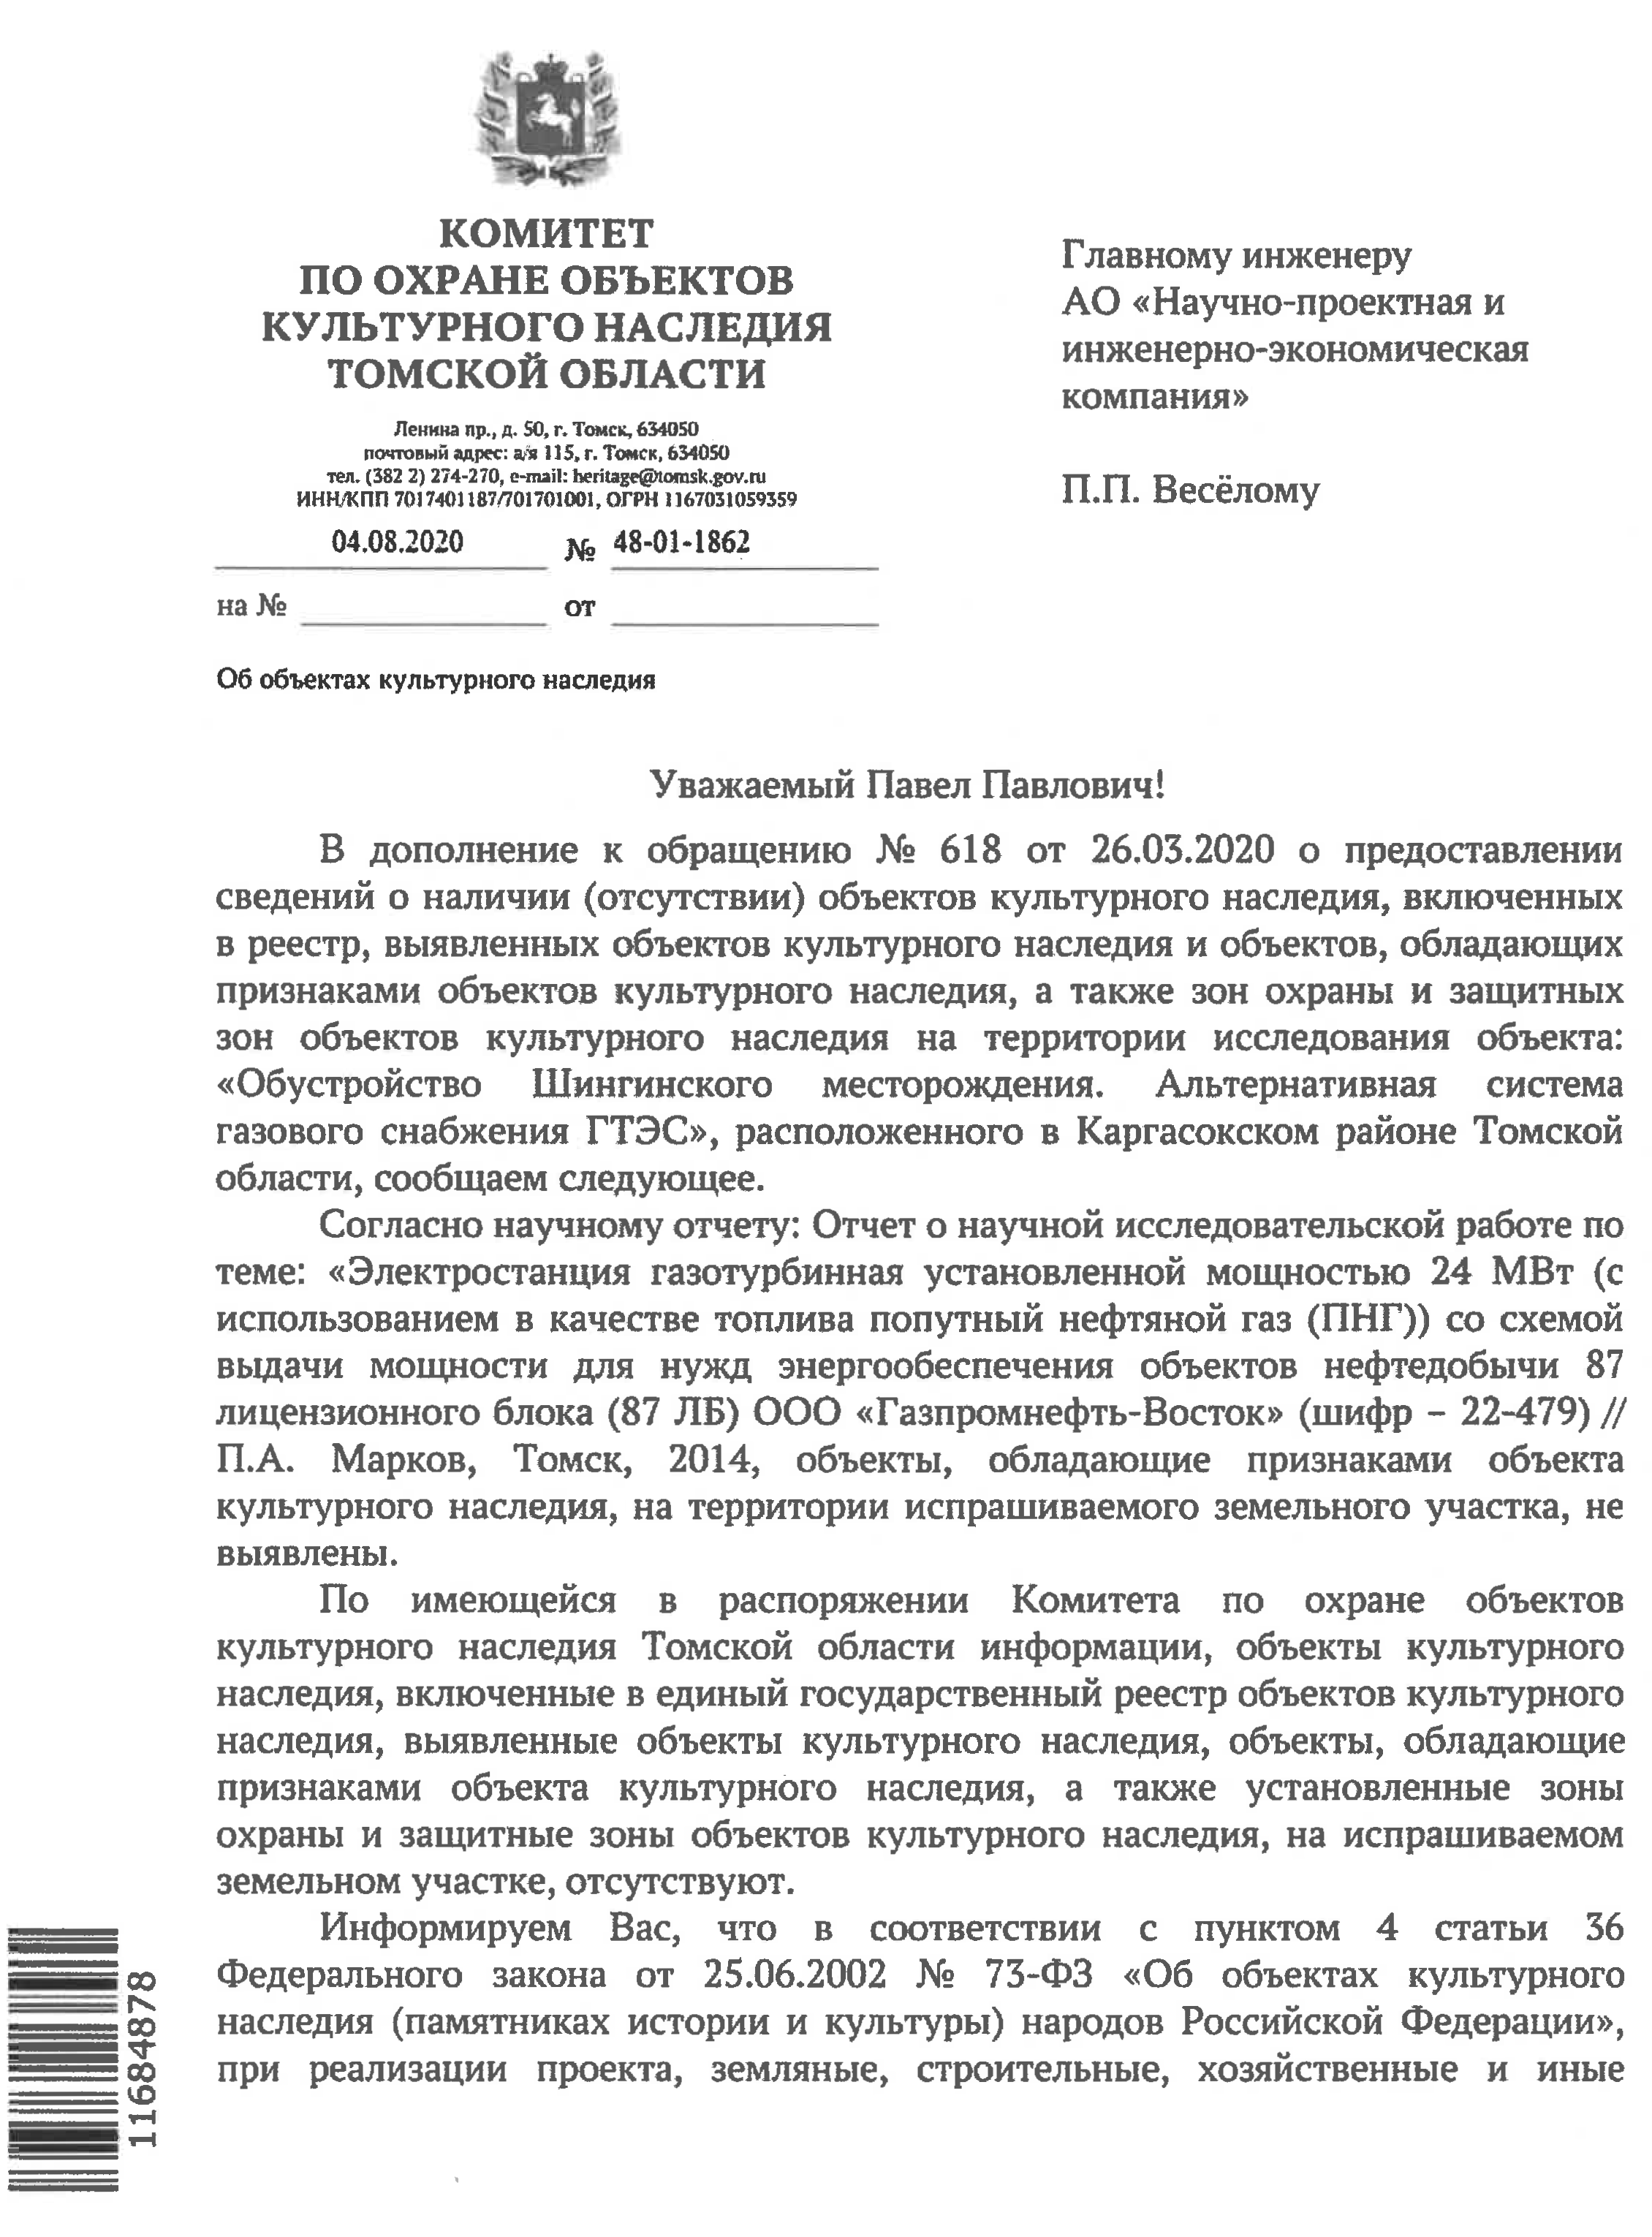 КОМИТЕТ
ПО ОХРАНЕ ОБЪЕКТОВ
КУЛЬТУРНОГО НАСЛЕДИЯ
ТОМСКОЙ ОБЛАСТИ
Ленина пр., д. 50, г. Томск, 634050
почтовый адрес: а/я 115, г. Томск, 634050
тел. (382 2) 274-270, e-mail: heritage@tomsk.gov.ru
ИНН/КПП 7017401187/701701001, ОГРН 1167031059359
04.08.2020 № 48-01-1862
на № от
Об объектах культурного наследия
Главному инженеру
АО «Научно-проектная и
инженерно-экономическая
компания»
П.П. Весёлому
Уважаемый Павел Павлович!
В дополнение к обращению № 618 от 26.03.2020 о предоставлении
сведений о наличии (отсутствии) объектов культурного наследия, включенных
в реестр, выявленных объектов культурного наследия и объектов, обладающих
признаками объектов культурного наследия, а также зон охраны и защитных
зон объектов культурного наследия на территории исследования объекта:
«Обустройство Шингинского месторождения. Альтернативная система
газового снабжения ГТЭС», расположенного в Каргасокском районе Томской
области, сообщаем следующее.
Согласно научному отчету: Отчет о научной исследовательской работе по
теме: «Электростанция газотурбинная установленной мощностью 24 МВт (с
использованием в качестве топлива попутный нефтяной газ (ПНГ)) со схемой
выдачи мощности для нужд энергообеспечения объектов нефтедобычи 87
лицензионного блока (87 ЛБ) ООО «Газпромнефть-Восток» (шифр – 22-479) //
П.А. Марков, Томск, 2014, объекты, обладающие признаками объекта
культурного наследия, на территории испрашиваемого земельного участка, не
выявлены.
По имеющейся в распоряжении Комитета по охране объектов
культурного наследия Томской области информации, объекты культурного
наследия, включенные в единый государственный реестр объектов культурного
наследия, выявленные объекты культурного наследия, объекты, обладающие
признаками объекта культурного наследия, а также установленные зоны
охраны и защитные зоны объектов культурного наследия, на испрашиваемом
земельном участке, отсутствуют.
Информируем Вас, что в соответствии с пунктом 4 статьи 36
Федерального закона от 25.06.2002 № 73-ФЗ «Об объектах культурного
наследия (памятниках истории и культуры) народов Российской Федерации»,
при реализации проекта, земляные, строительные, хозяйственные и иные
11684878